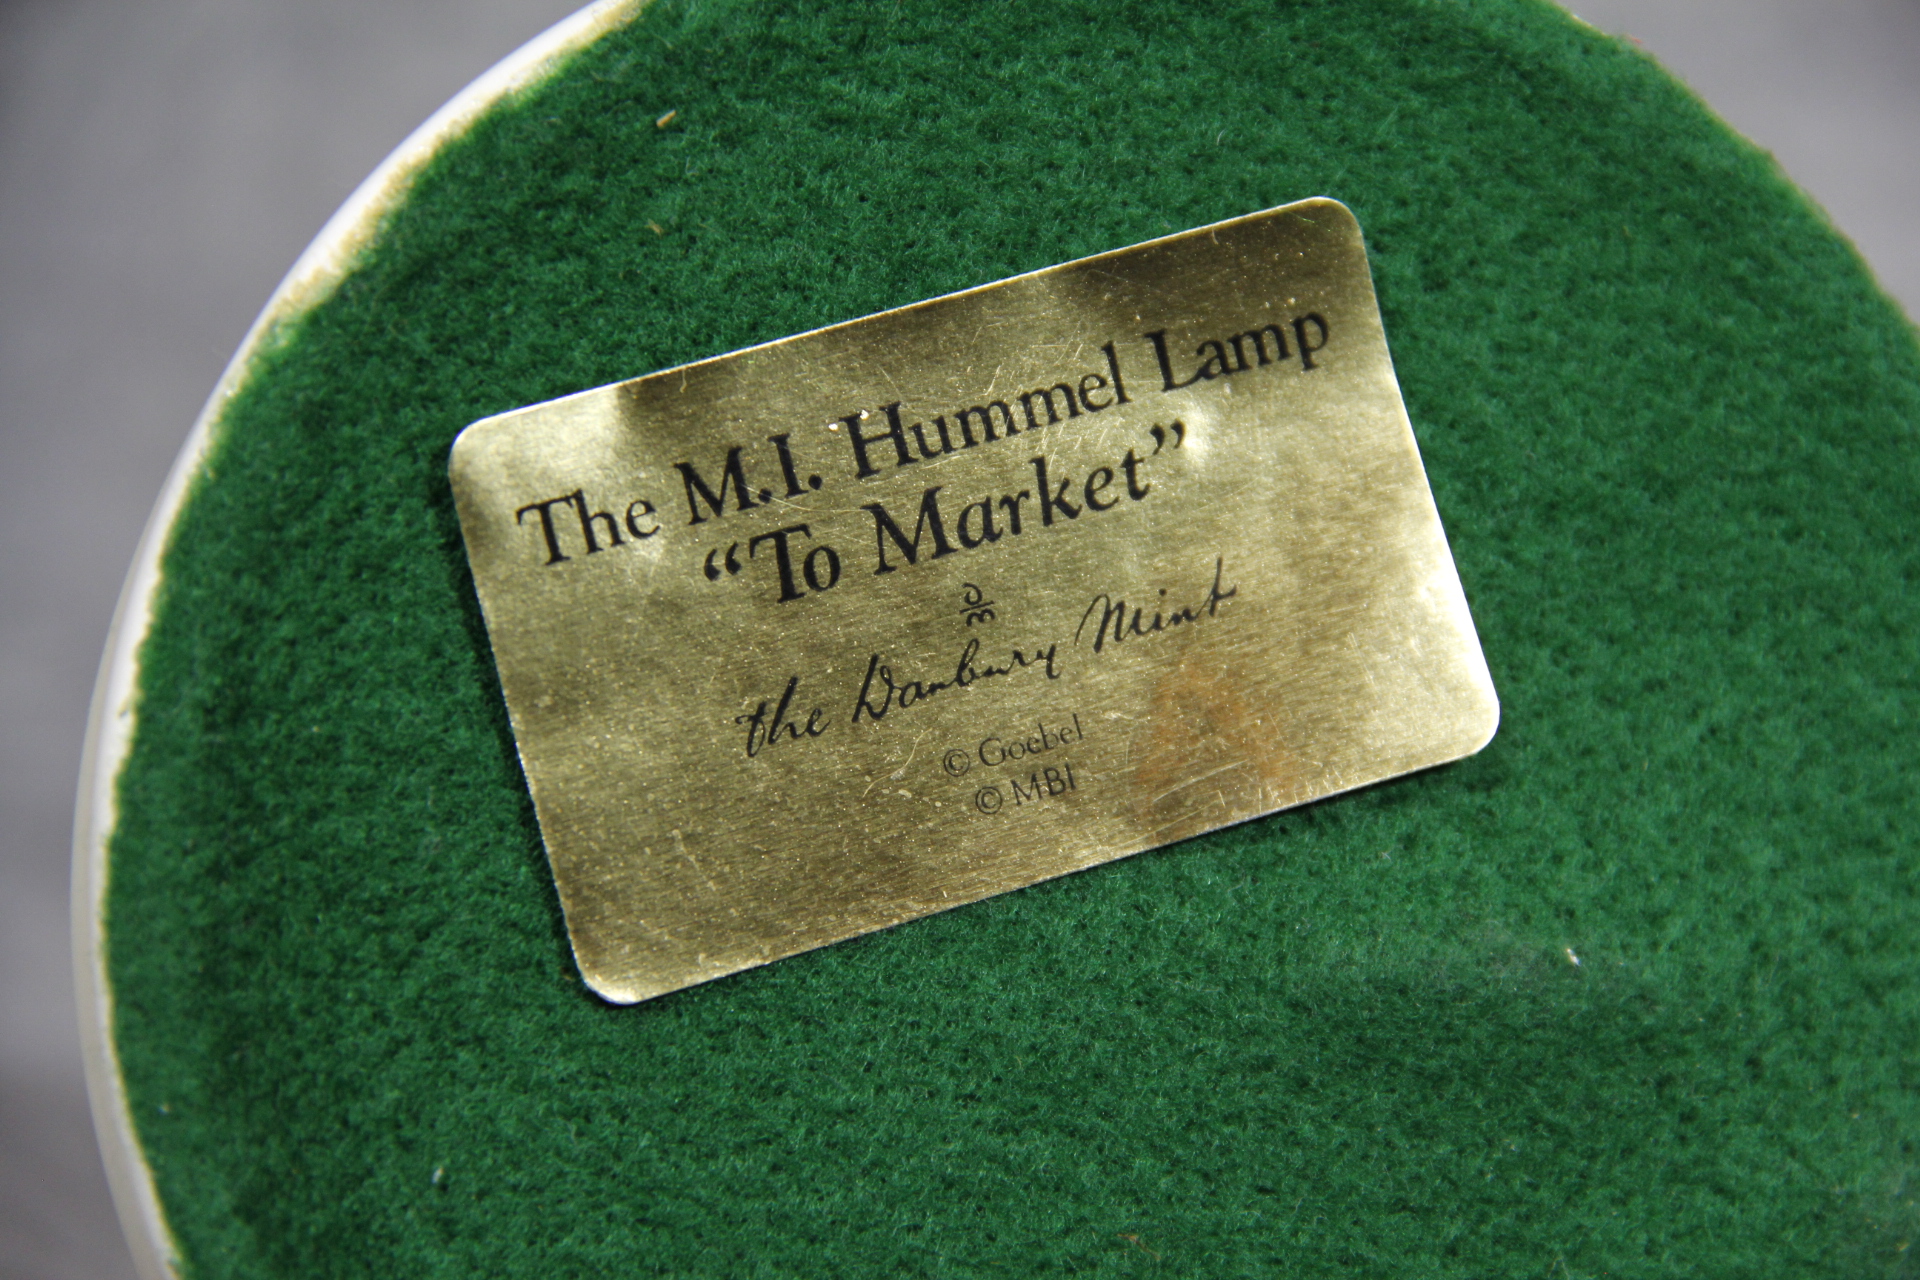 The M.I. Hummel Lamp
“To Market”
the Danbury Mint
© Goebel
© MBI